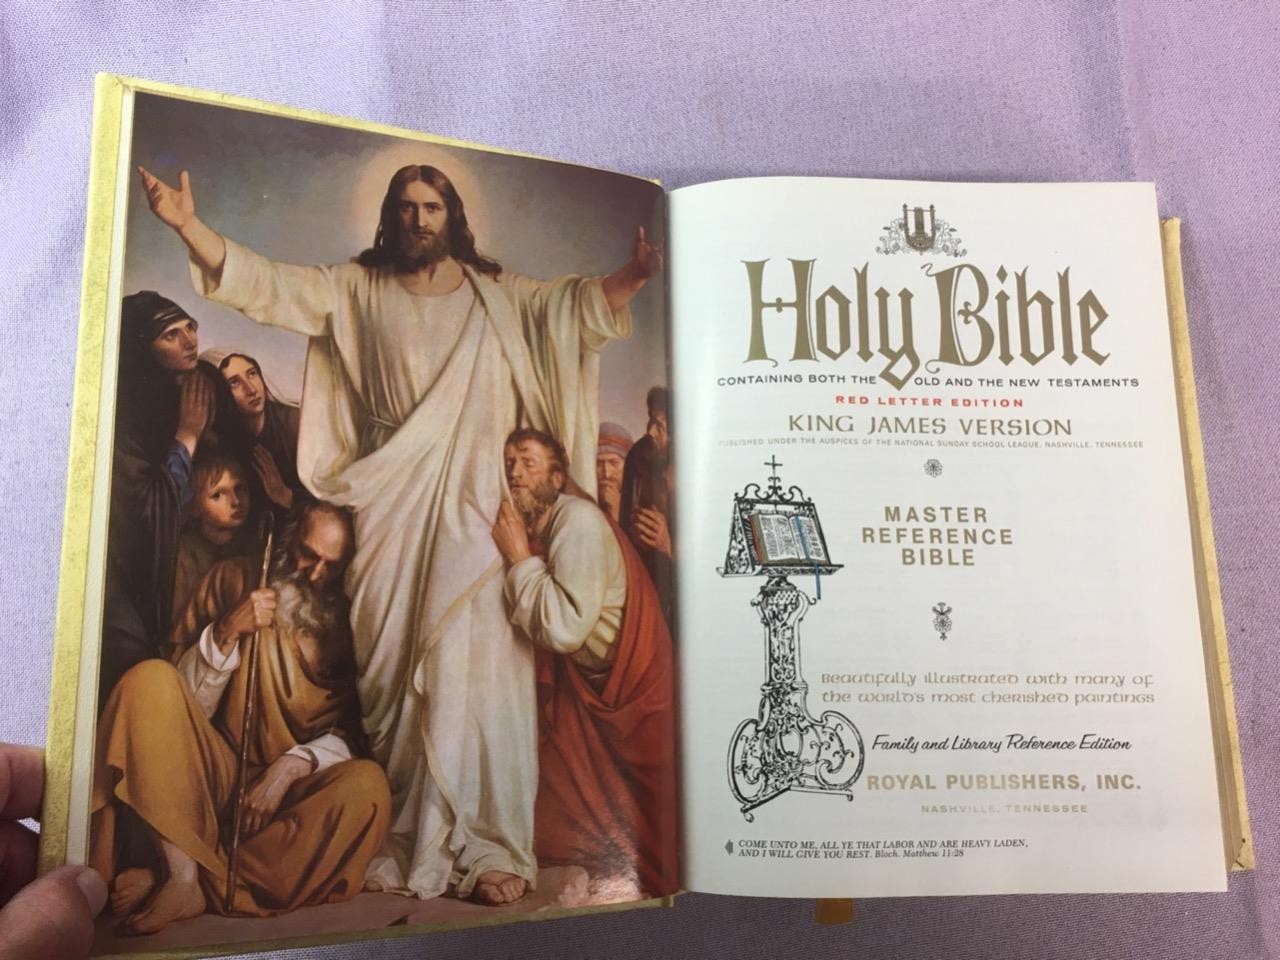 Holy Bible
CONTAINING BOTH THE OLD AND THE NEW TESTAMENTS
RED LETTER EDITION
KING JAMES VERSION
PUBLISHED UNDER THE AUSPICES OF THE NATIONAL SUNDAY SCHOOL LEAGUE, NASHVILLE, TENNESSEE
MASTER
REFERENCE
BIBLE
Beautifully illustrated with many of
the world's most cherished paintings
Family and Library Reference Edition
ROYAL PUBLISHERS, INC.
NASHVILLE, TENNESSEE
COME UNTO ME, ALL YE THAT LABOR AND ARE HEAVY LADEN,
AND I WILL GIVE YOU REST. Bloch. Matthew 11:28